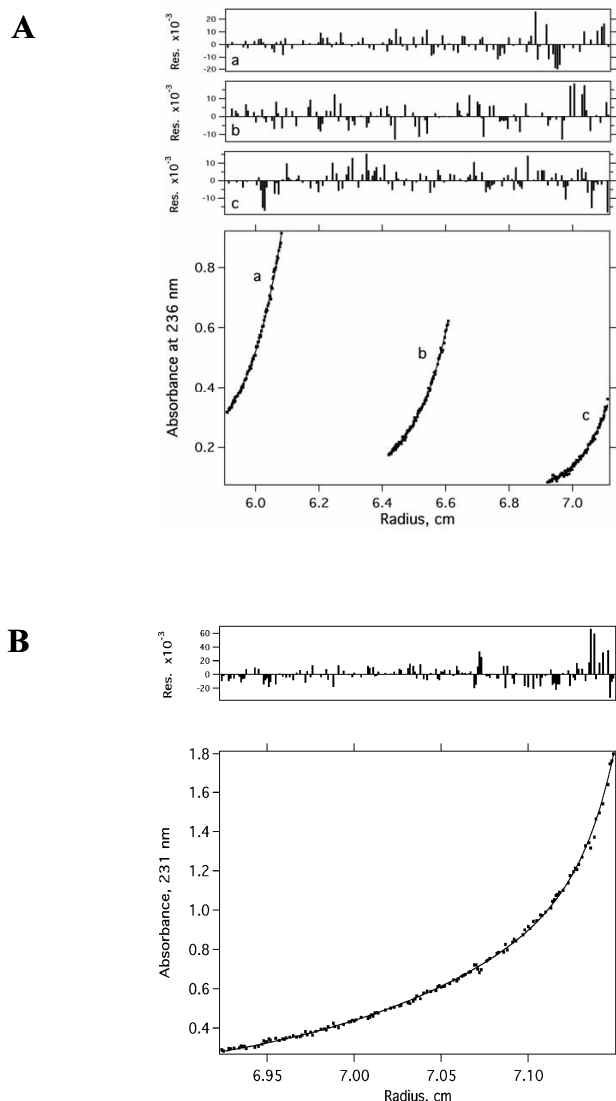 A
Res. x10-3
20
10
0
-10
-20
a
Res. x10-3
10
0
-10
b
Res. x10-3
10
0
-10
c
Absorbance at 236 nm
0.8
0.6
0.4
0.2
a
b
c
6.0 6.2 6.4 6.6 6.8 7.0
Radius, cm
B
Res. x10-3
60
40
20
0
-20
Absorbance, 231 nm
1.8
1.6
1.4
1.2
1.0
0.8
0.6
0.4
6.95 7.00 7.05 7.10
Radius, cm